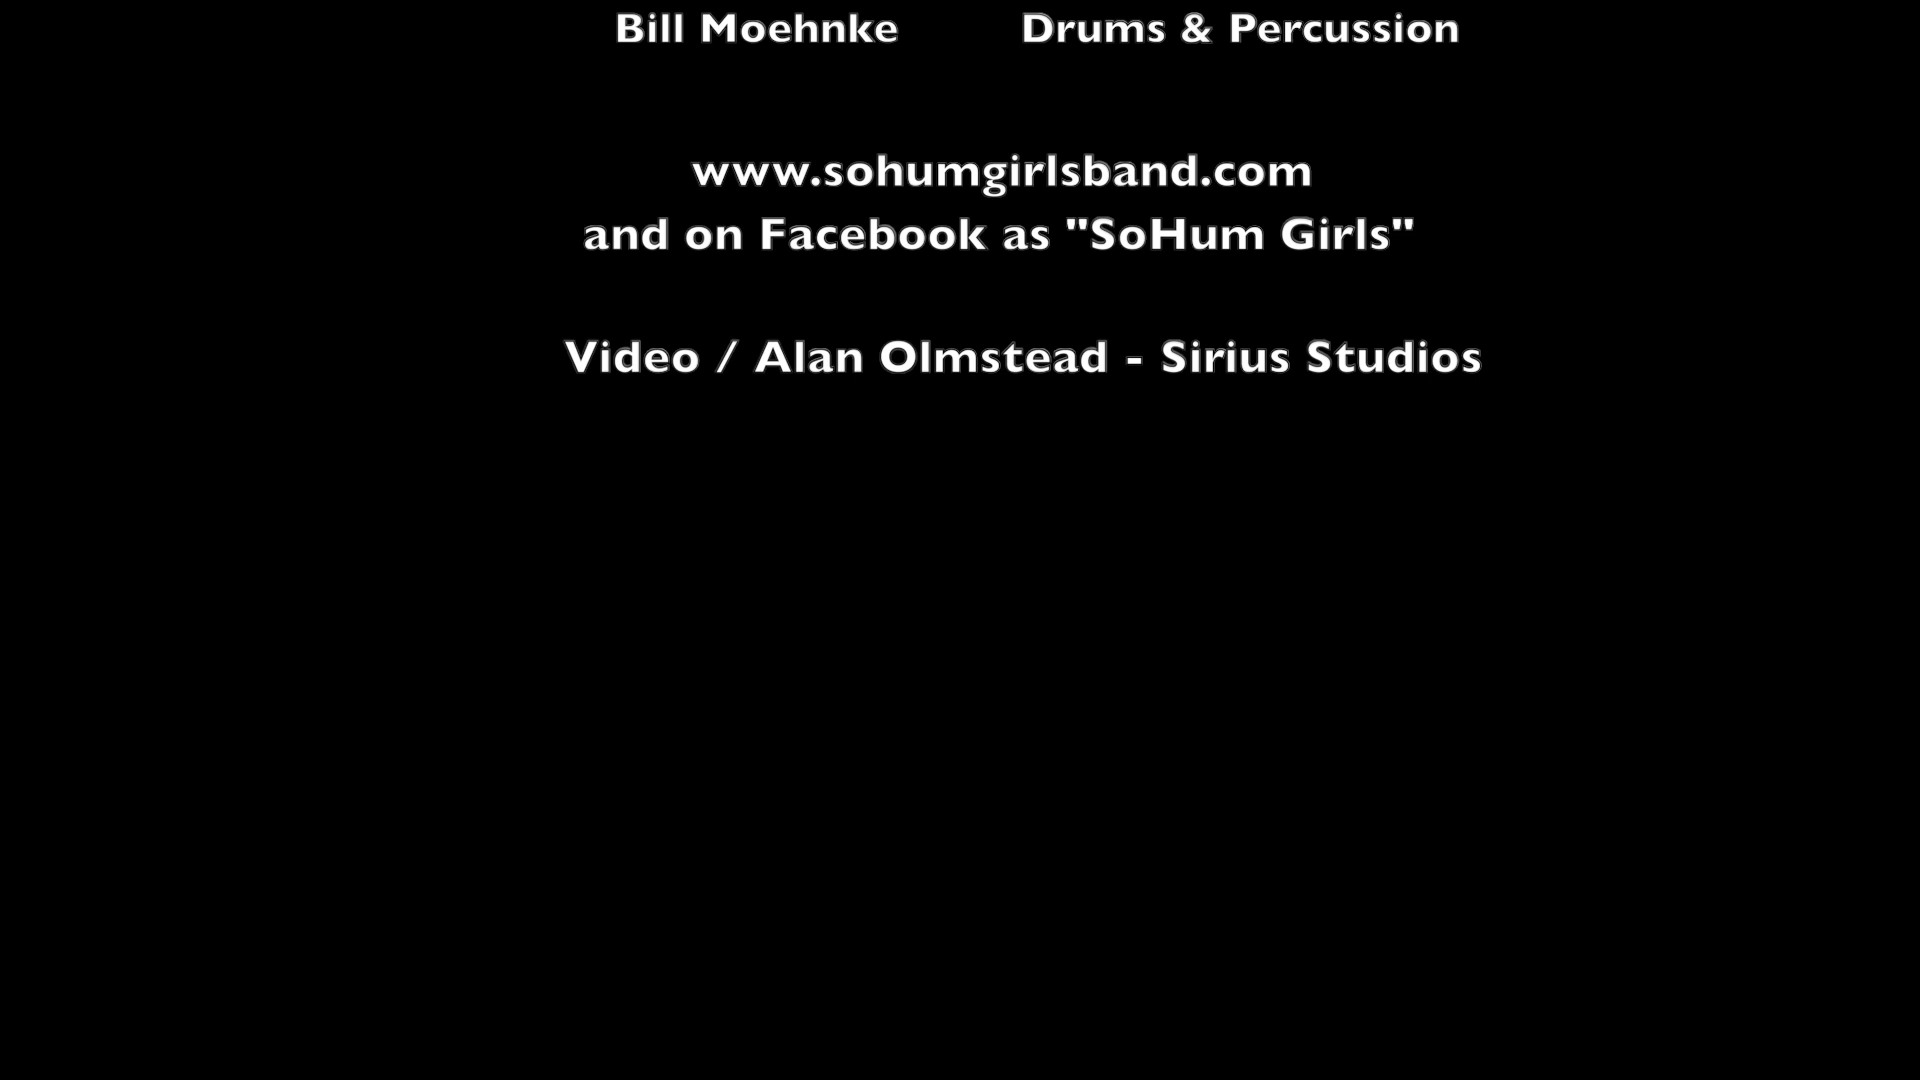 Bill Moehnke Drums & Percussion
www.sohumgirlsband.com
and on Facebook as "SoHum Girls"
Video / Alan Olmstead - Sirius Studios